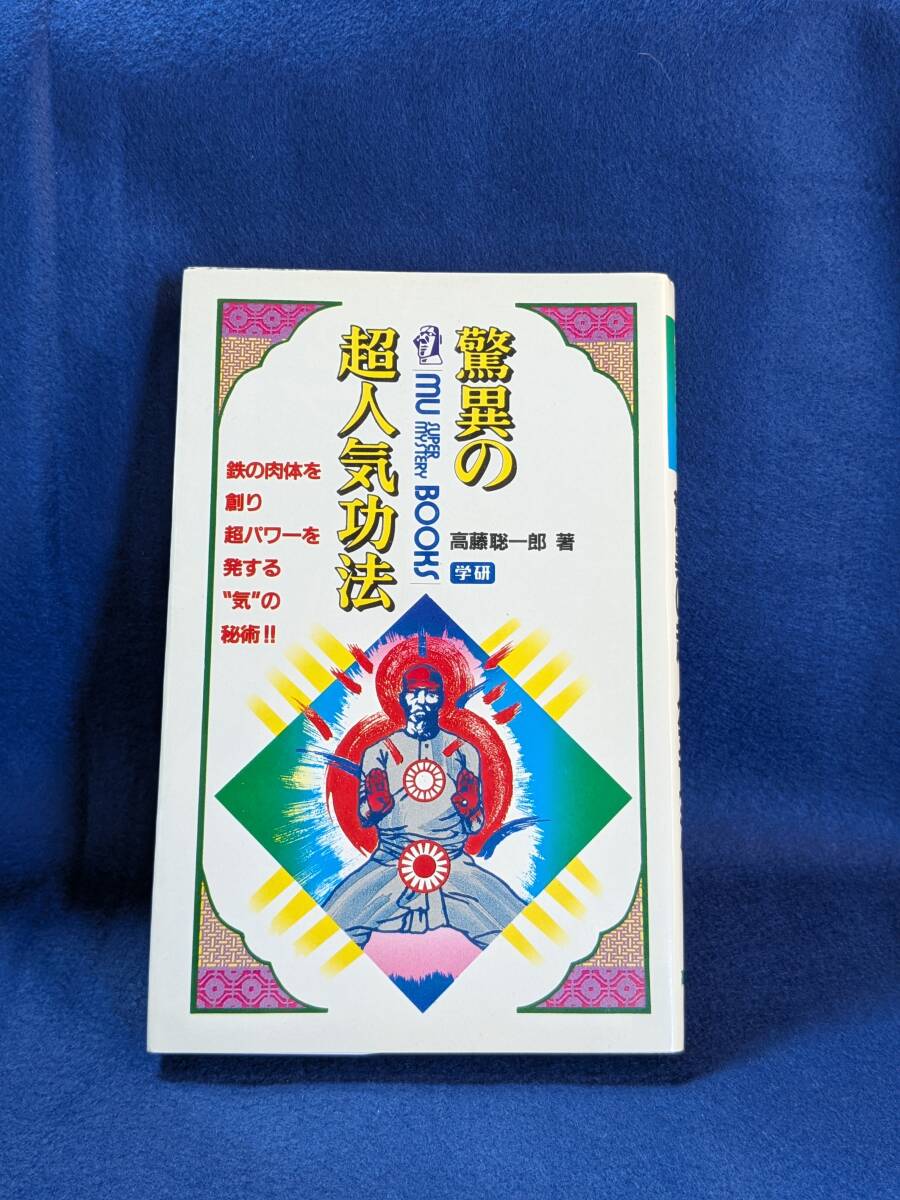 驚異の
超人気功法
MU SUPER MYSTERY BOOKS
高藤聡一郎 著
学研
鉄の肉体を
創り
超パワーを
発する
“気”の
秘術!!